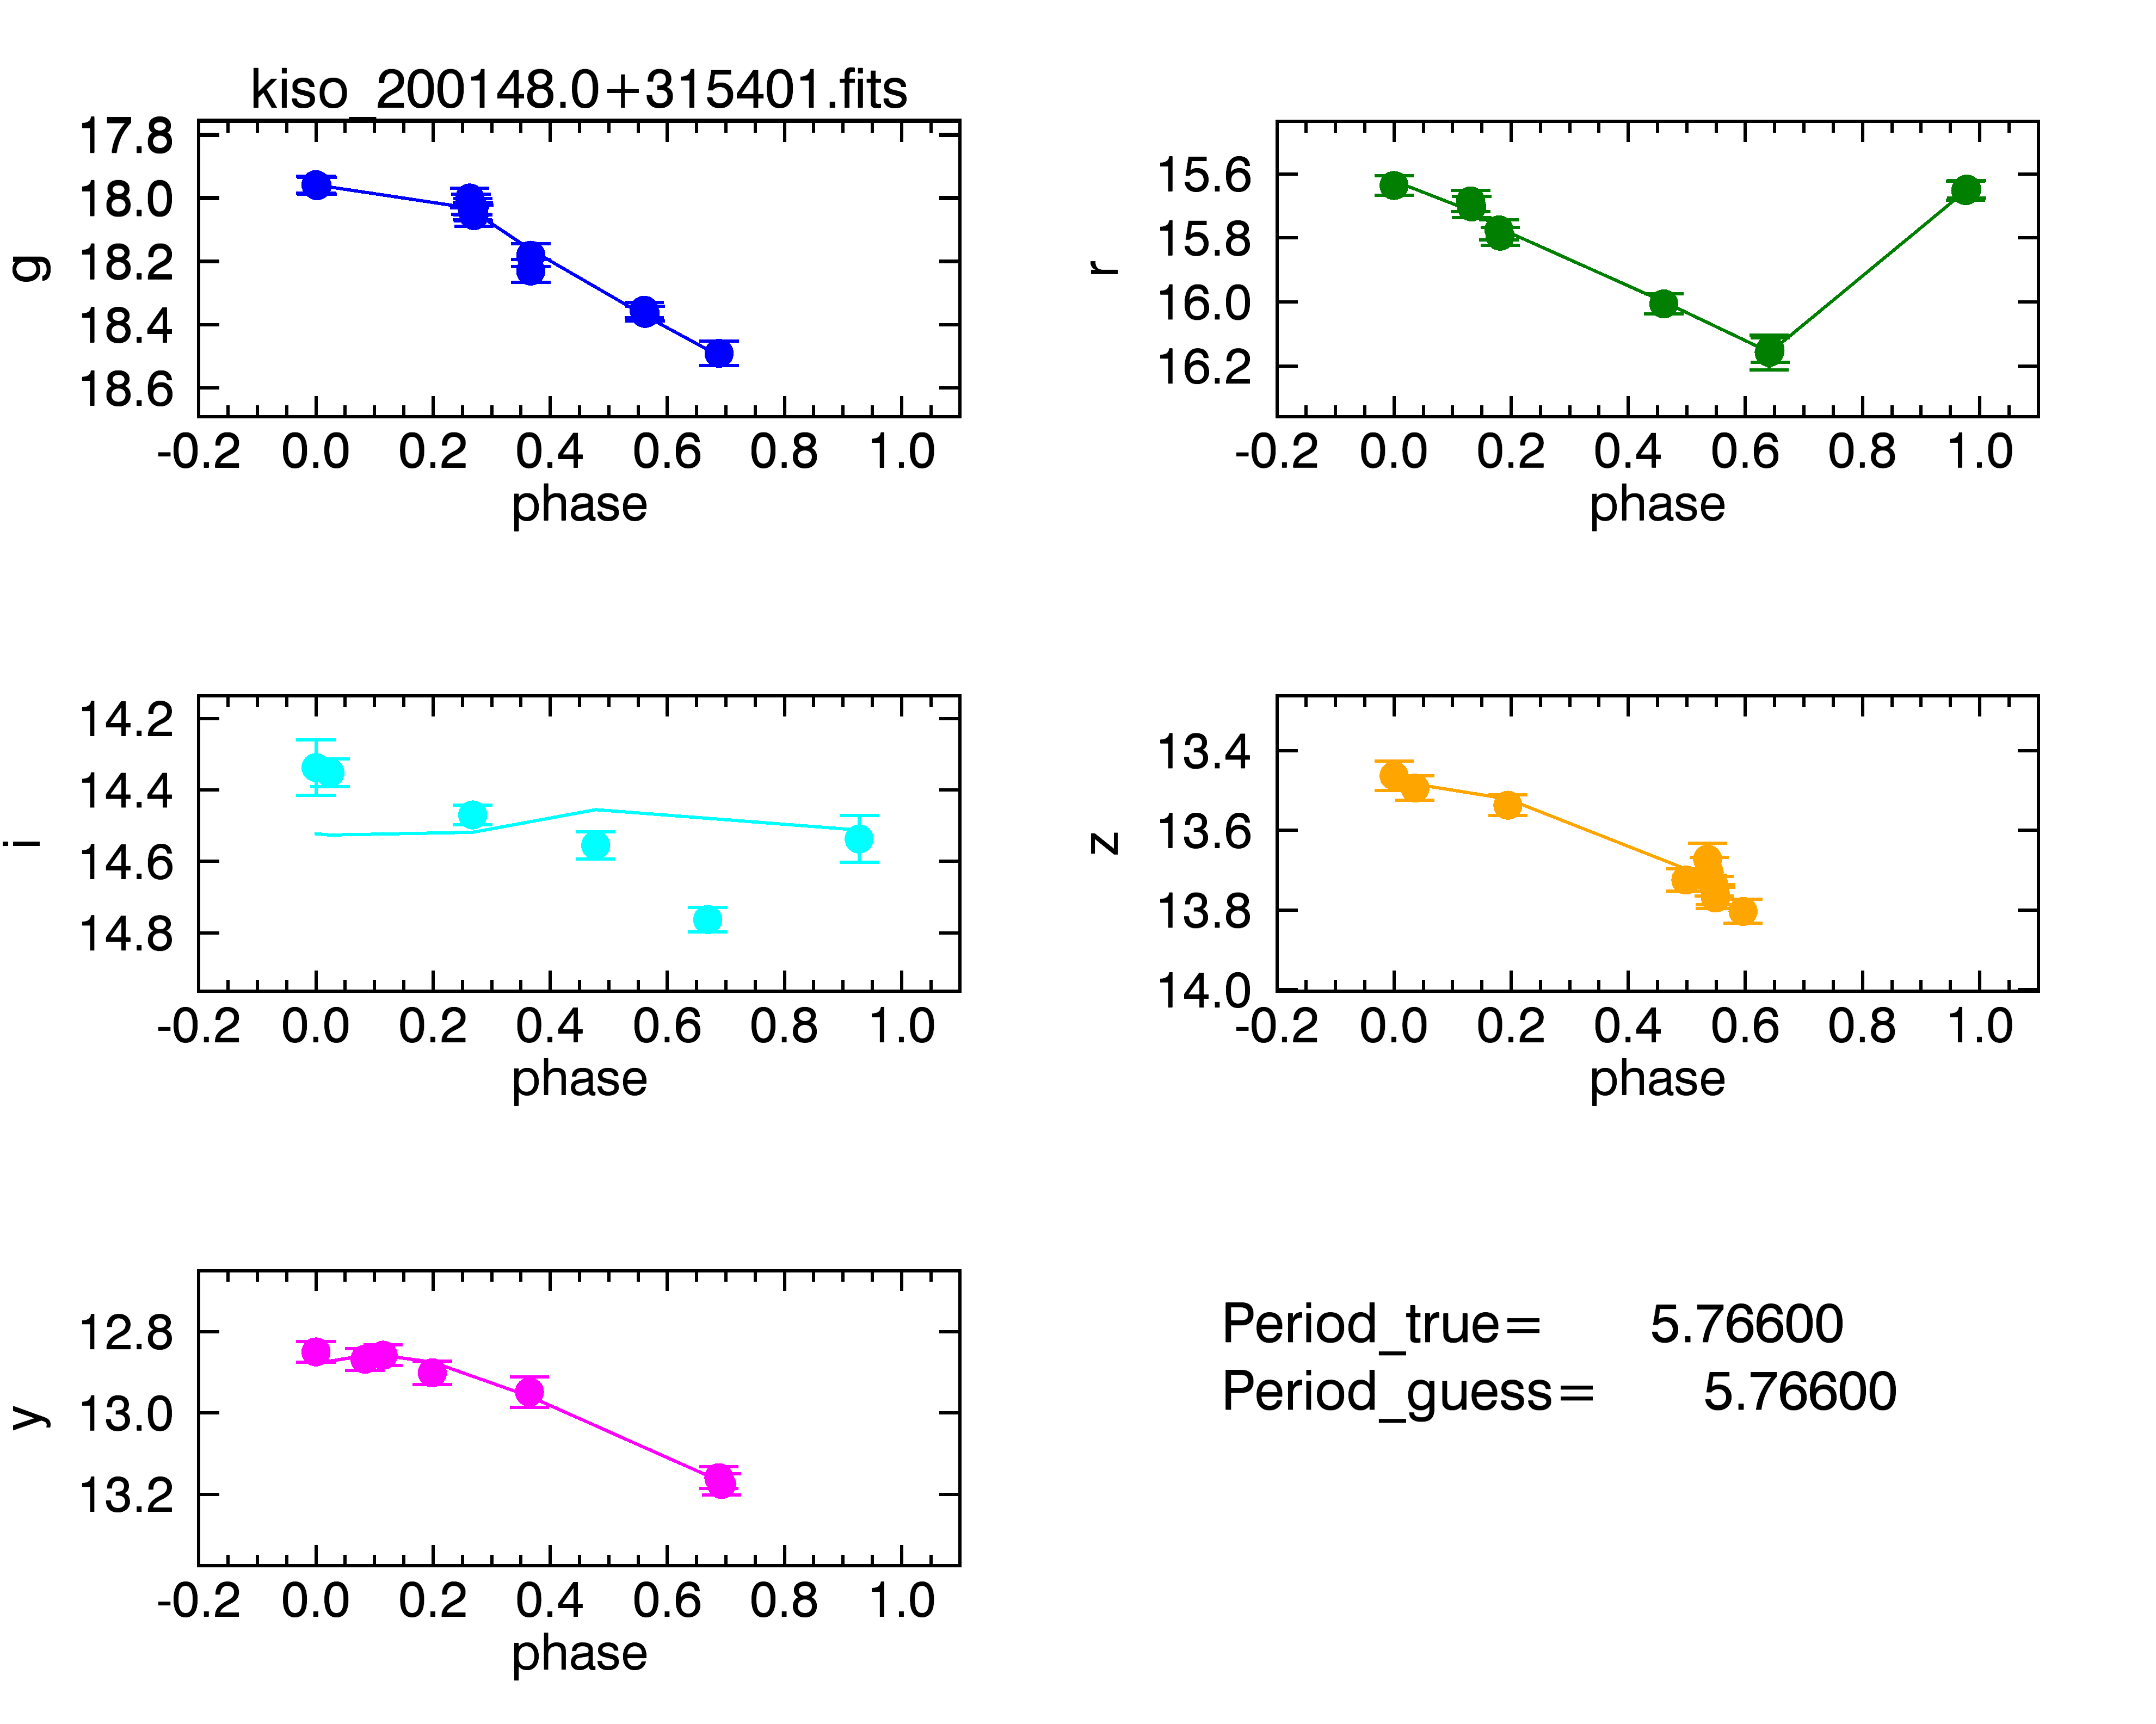 kiso_200148.0+315401.fits
17.8
18.0
18.2
18.4
18.6
g
-0.2 0.0 0.2 0.4 0.6 0.8 1.0
phase
15.6
15.8
16.0
16.2
r
-0.2 0.0 0.2 0.4 0.6 0.8 1.0
phase
14.2
14.4
14.6
14.8
i
-0.2 0.0 0.2 0.4 0.6 0.8 1.0
phase
13.4
13.6
13.8
14.0
z
-0.2 0.0 0.2 0.4 0.6 0.8 1.0
phase
12.8
13.0
13.2
y
-0.2 0.0 0.2 0.4 0.6 0.8 1.0
phase
Period_true= 5.76600
Period_guess= 5.76600